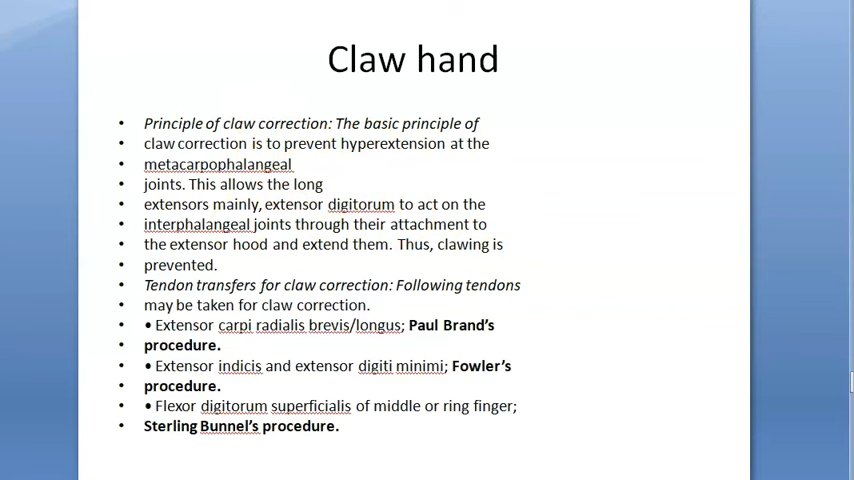 Claw hand
• Principle of claw correction: The basic principle of
• claw correction is to prevent hyperextension at the
• metacarpophalangeal
• joints. This allows the long
• extensors mainly, extensor digitorum to act on the
• interphalangeal joints through their attachment to
• the extensor hood and extend them. Thus, clawing is
• prevented.
• Tendon transfers for claw correction: Following tendons
• may be taken for claw correction.
• • Extensor carpi radialis brevis/longus; Paul Brand's
• procedure.
• • Extensor indicis and extensor digiti minimi; Fowler's
• procedure.
• • Flexor digitorum superficialis of middle or ring finger;
• Sterling Bunnel's procedure.